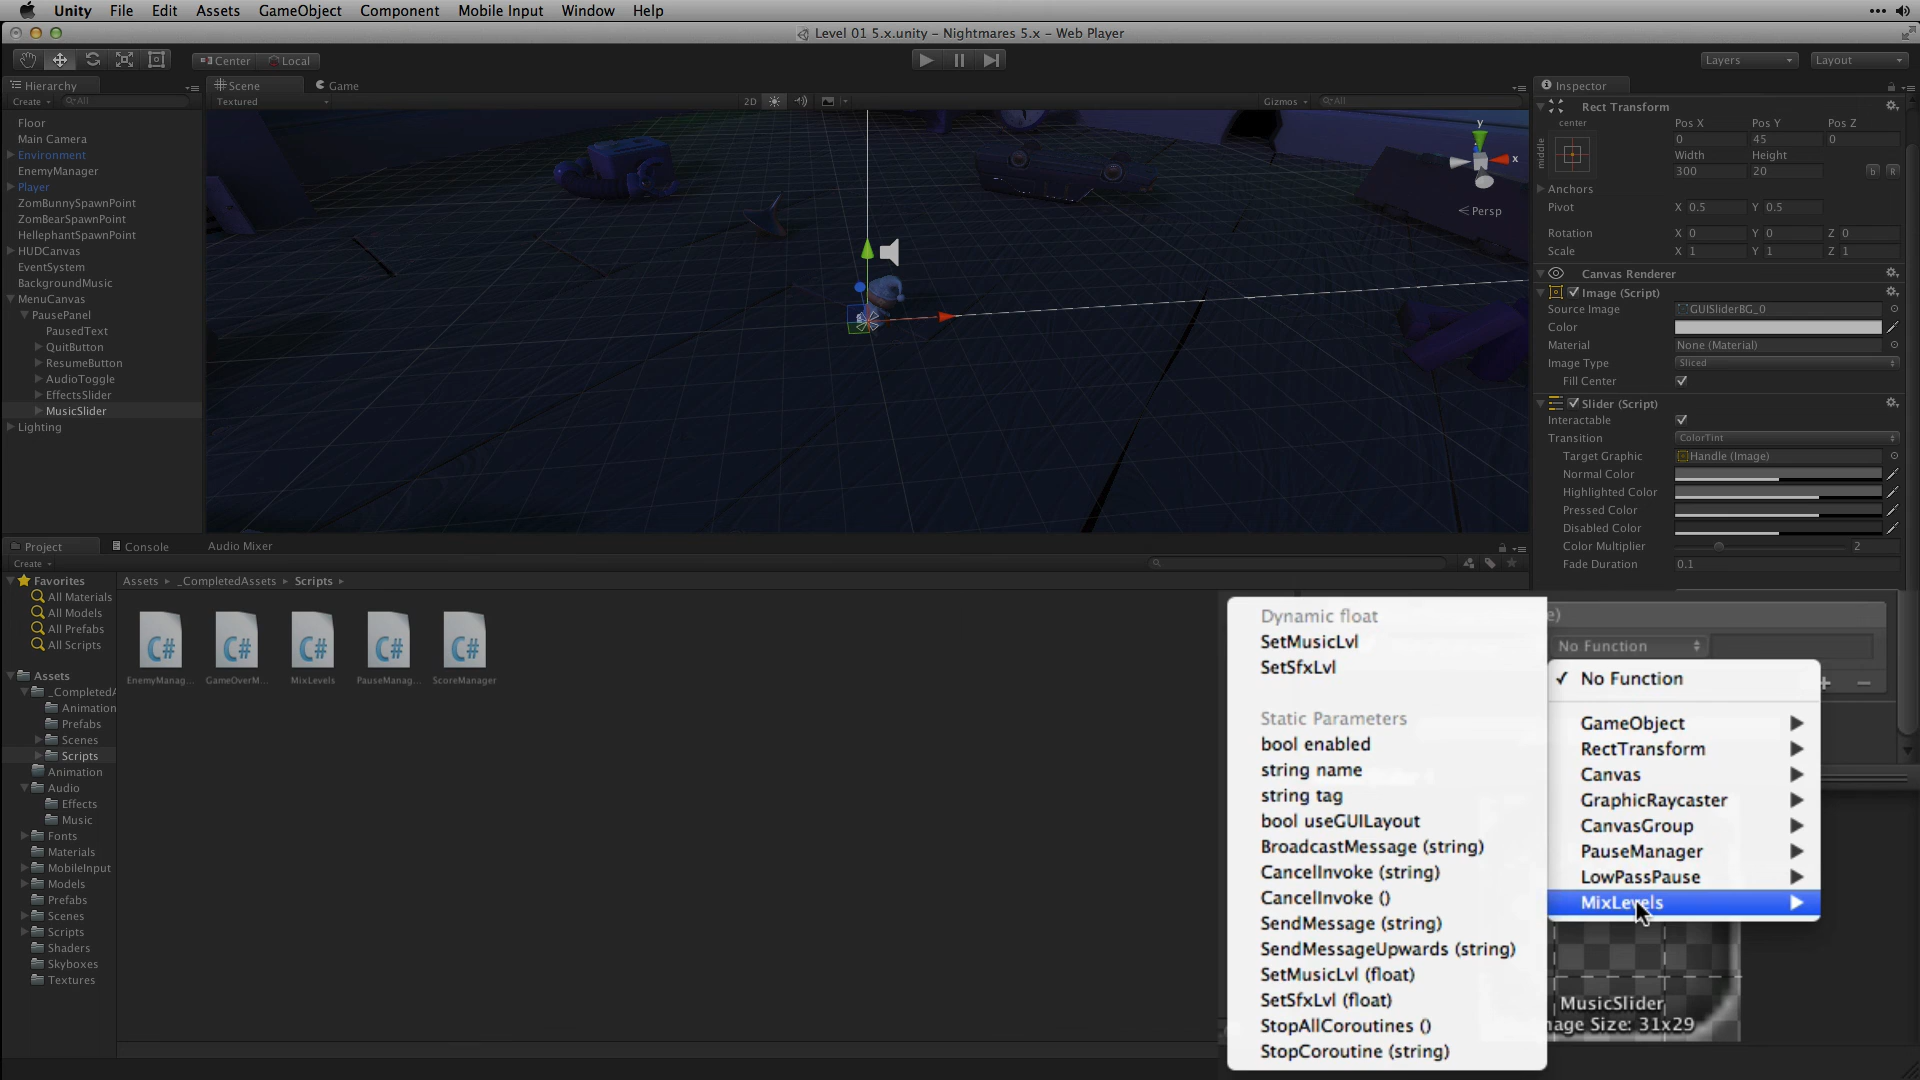 Unity File Edit Assets GameObject Component Mobile Input Window Help
Level 01 5.x.unity - Nightmares 5.x - Web Player
Center Local
Layers Layout
Hierarchy
Create All
Floor
Main Camera
Environment
EnemyManager
Player
ZomBunnySpawnPoint
ZomBearSpawnPoint
HellephantSpawnPoint
HUDCanvas
EventSystem
BackgroundMusic
MenuCanvas
PausePanel
PausedText
QuitButton
ResumeButton
AudioToggle
EffectsSlider
MusicSlider
Lighting
Scene Game
Textured 2D Gizmos All
y
x
Persp
Inspector
Rect Transform
center
middle
Pos X Pos Y Pos Z
0 45 0
Width Height
300 20
b R
Anchors
Pivot X 0.5 Y 0.5
Rotation X 0 Y 0 Z 0
Scale X 1 Y 1 Z 1
Canvas Renderer
Image (Script)
Source Image GUISliderBG_0
Color
Material None (Material)
Image Type Sliced
Fill Center
Slider (Script)
Interactable
Transition ColorTint
Target Graphic Handle (Image)
Normal Color
Highlighted Color
Pressed Color
Disabled Color
Color Multiplier 2
Fade Duration 0.1
Project Console Audio Mixer
Create
Favorites
All Materials
All Models
All Prefabs
All Scripts
Assets
_CompletedA
Animation
Prefabs
Scenes
Scripts
Animation
Audio
Effects
Music
Fonts
Materials
MobileInput
Models
Prefabs
Scenes
Scripts
Shaders
Skyboxes
Textures
Assets _CompletedAssets Scripts
C# C# C# C# C#
EnemyManag... GameOverM... MixLevels PauseManag... ScoreManager
Dynamic float
SetMusicLvl
SetSfxLvl
Static Parameters
bool enabled
string name
string tag
bool useGUILayout
BroadcastMessage (string)
CancelInvoke (string)
CancelInvoke ()
SendMessage (string)
SendMessageUpwards (string)
SetMusicLvl (float)
SetSfxLvl (float)
StopAllCoroutines ()
StopCoroutine (string)
e)
No Function
✓ No Function
GameObject
RectTransform
Canvas
GraphicRaycaster
CanvasGroup
PauseManager
LowPassPause
MixLevels
MusicSlider
mage Size: 31x29